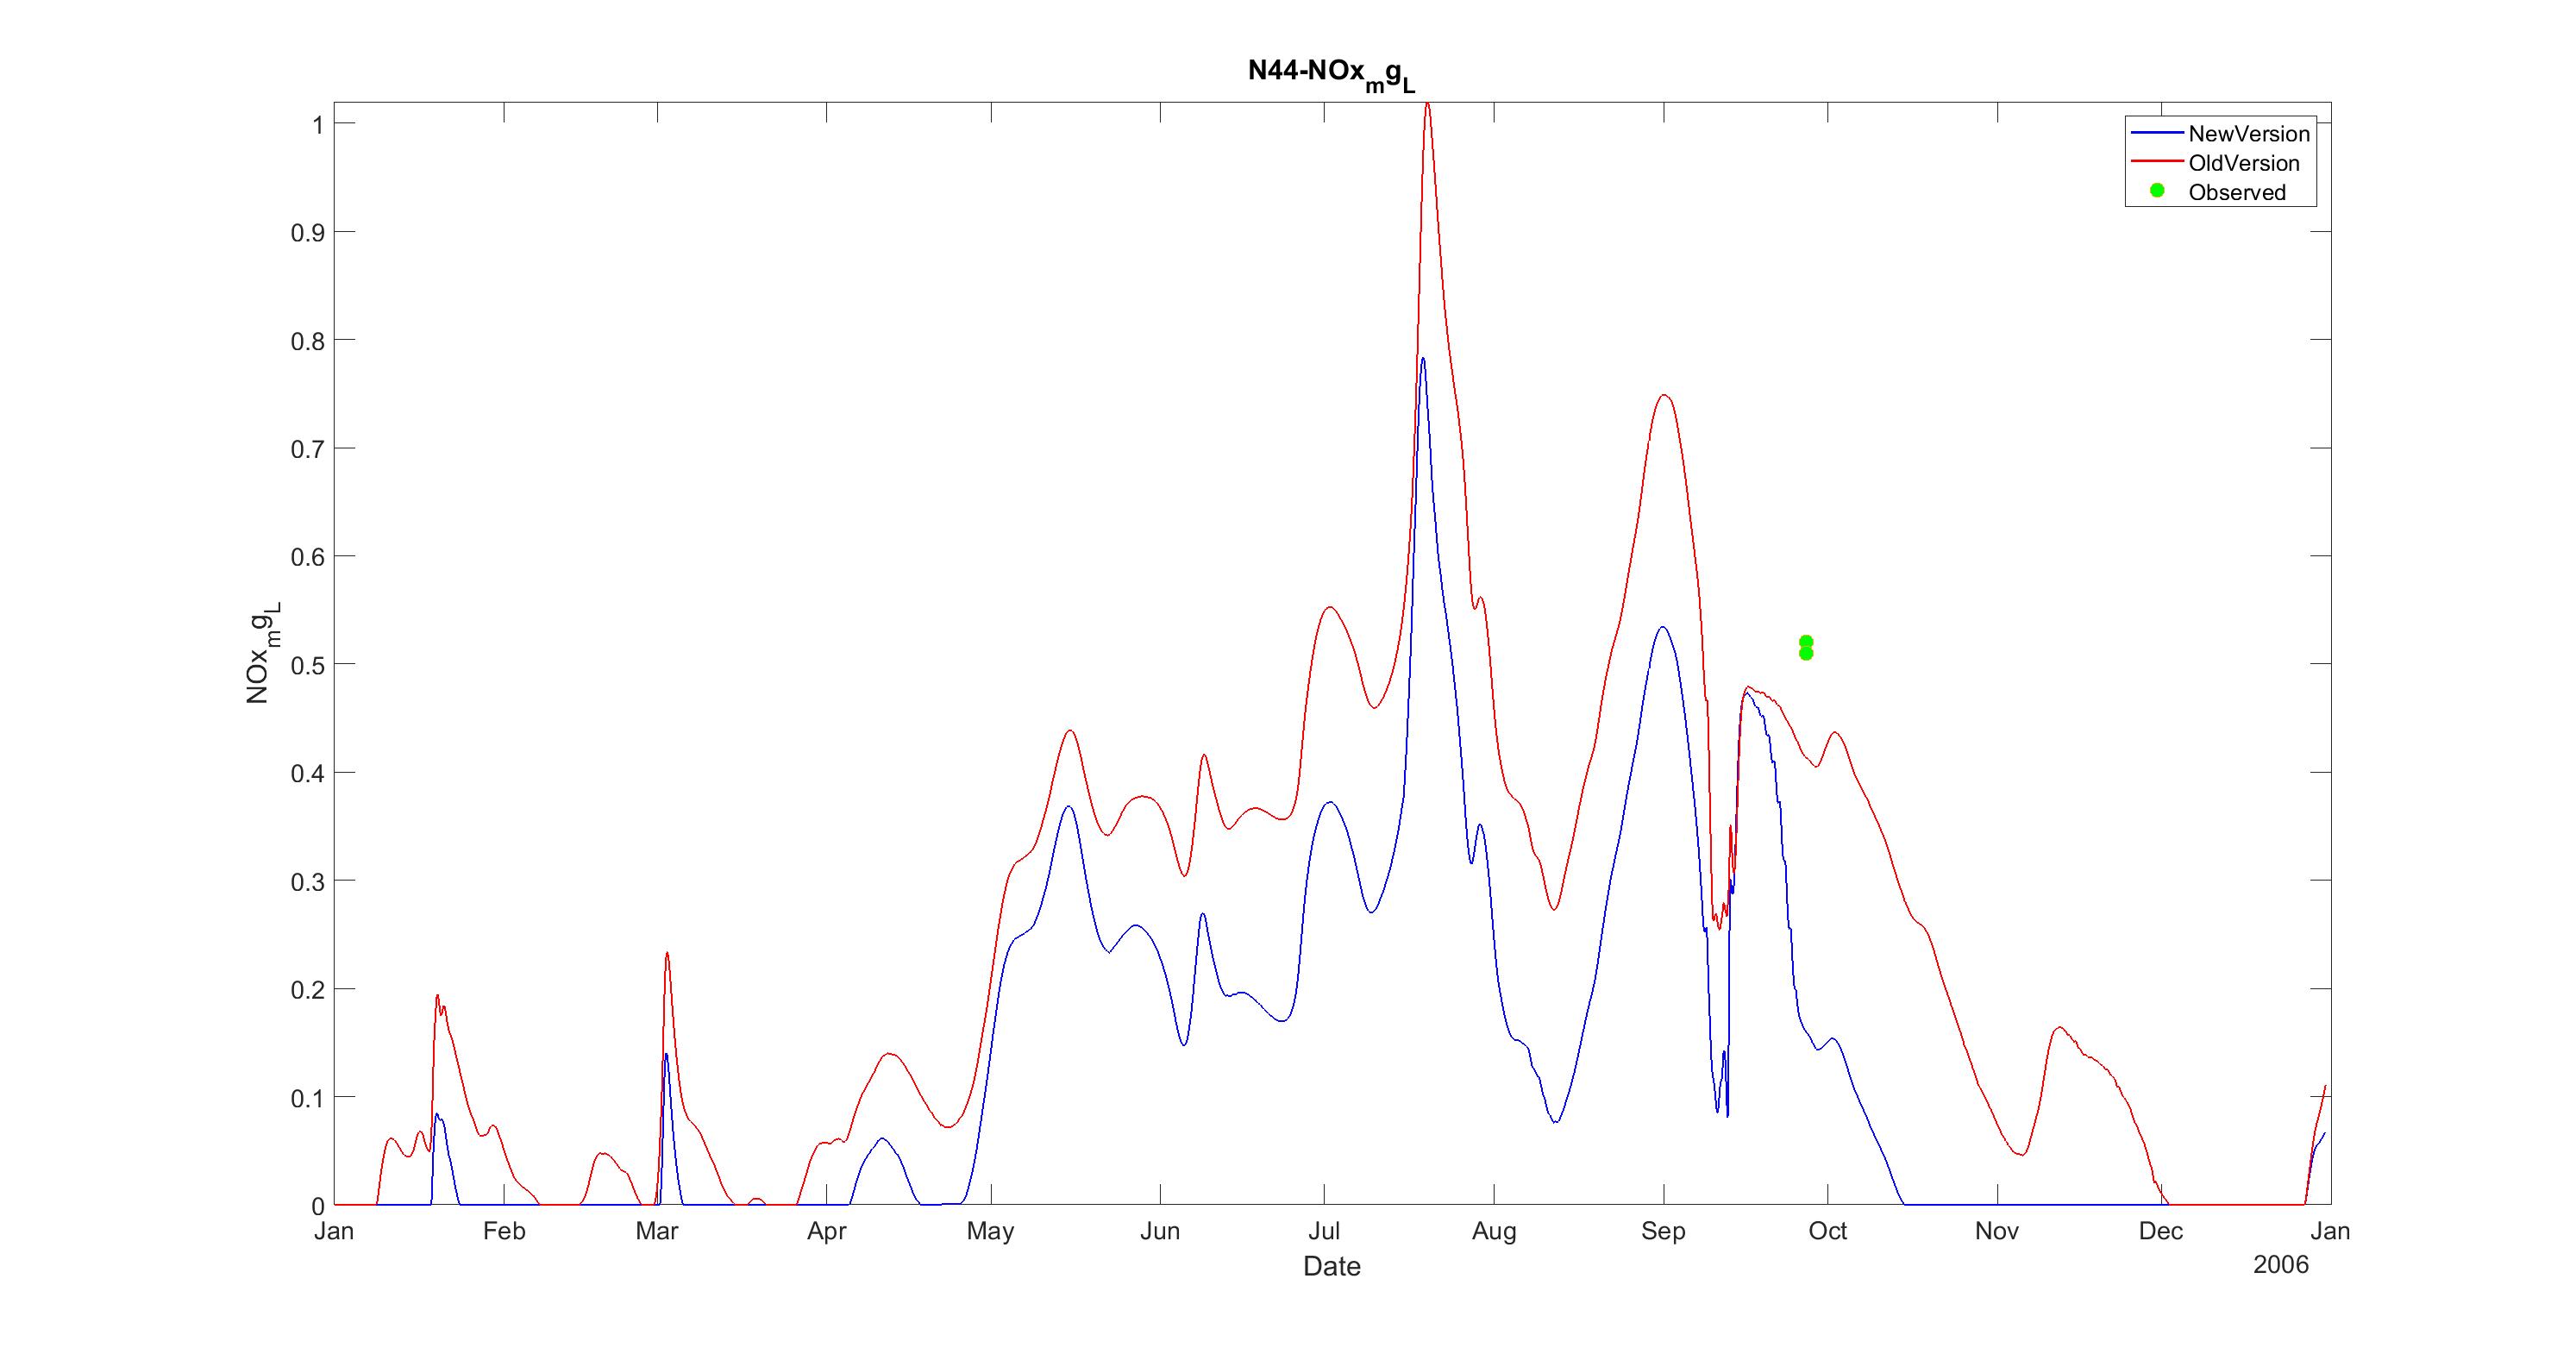 N44-NOxmgL
NewVersion
OldVersion
Observed
NOxmgL
1
0.9
0.8
0.7
0.6
0.5
0.4
0.3
0.2
0.1
0
Jan Feb Mar Apr May Jun Jul Aug Sep Oct Nov Dec Jan
Date
2006